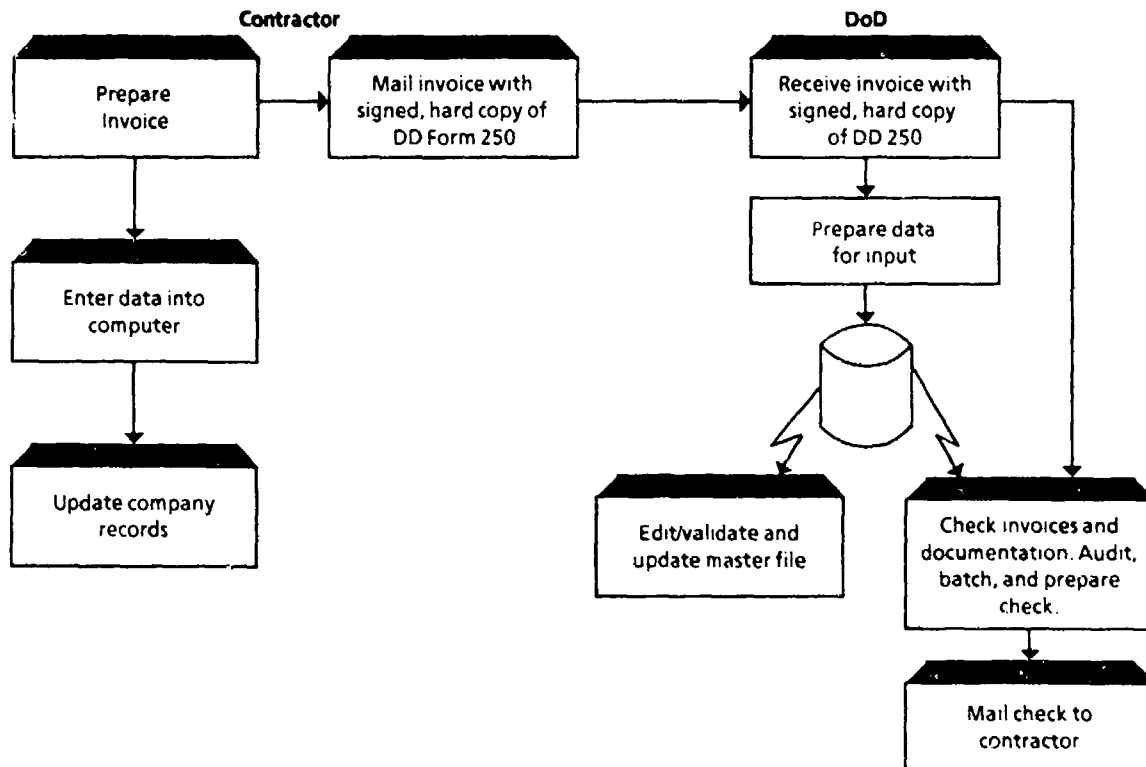 Contractor
DoD
Prepare
Invoice
Mail invoice with
signed, hard copy of
DD Form 250
Receive invoice with
signed, hard copy
of DD 250
Prepare data
for input
Enter data into
computer
Update company
records
Edit/validate and
update master file
Check invoices and
documentation. Audit,
batch, and prepare
check.
Mail check to
contractor